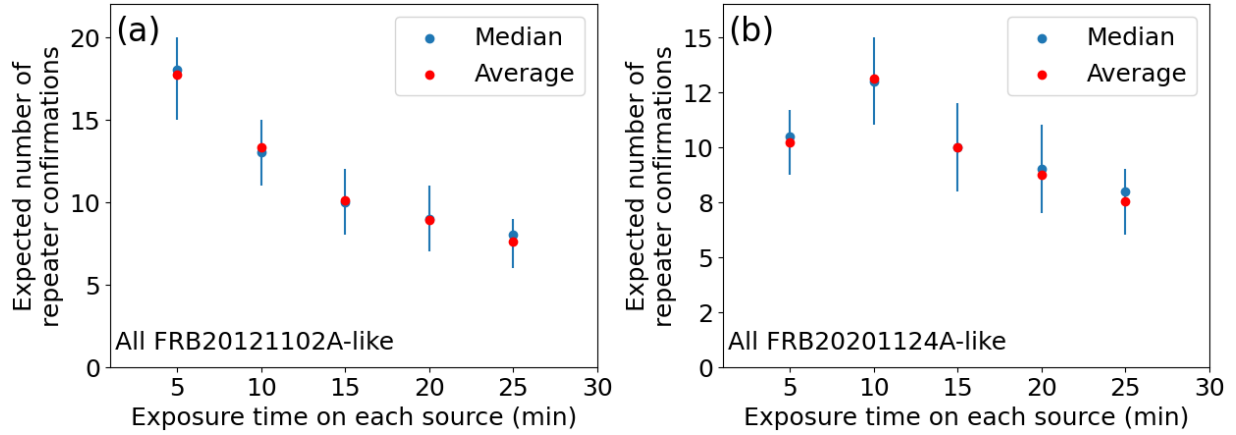 (a)
Median
Average
Expected number of
repeater confirmations
20
15
10
5
0
All FRB20121102A-like
5 10 15 20 25 30
Exposure time on each source (min)
(b)
Median
Average
Expected number of
repeater confirmations
15
12
10
8
5
2
0
All FRB20201124A-like
5 10 15 20 25 30
Exposure time on each source (min)